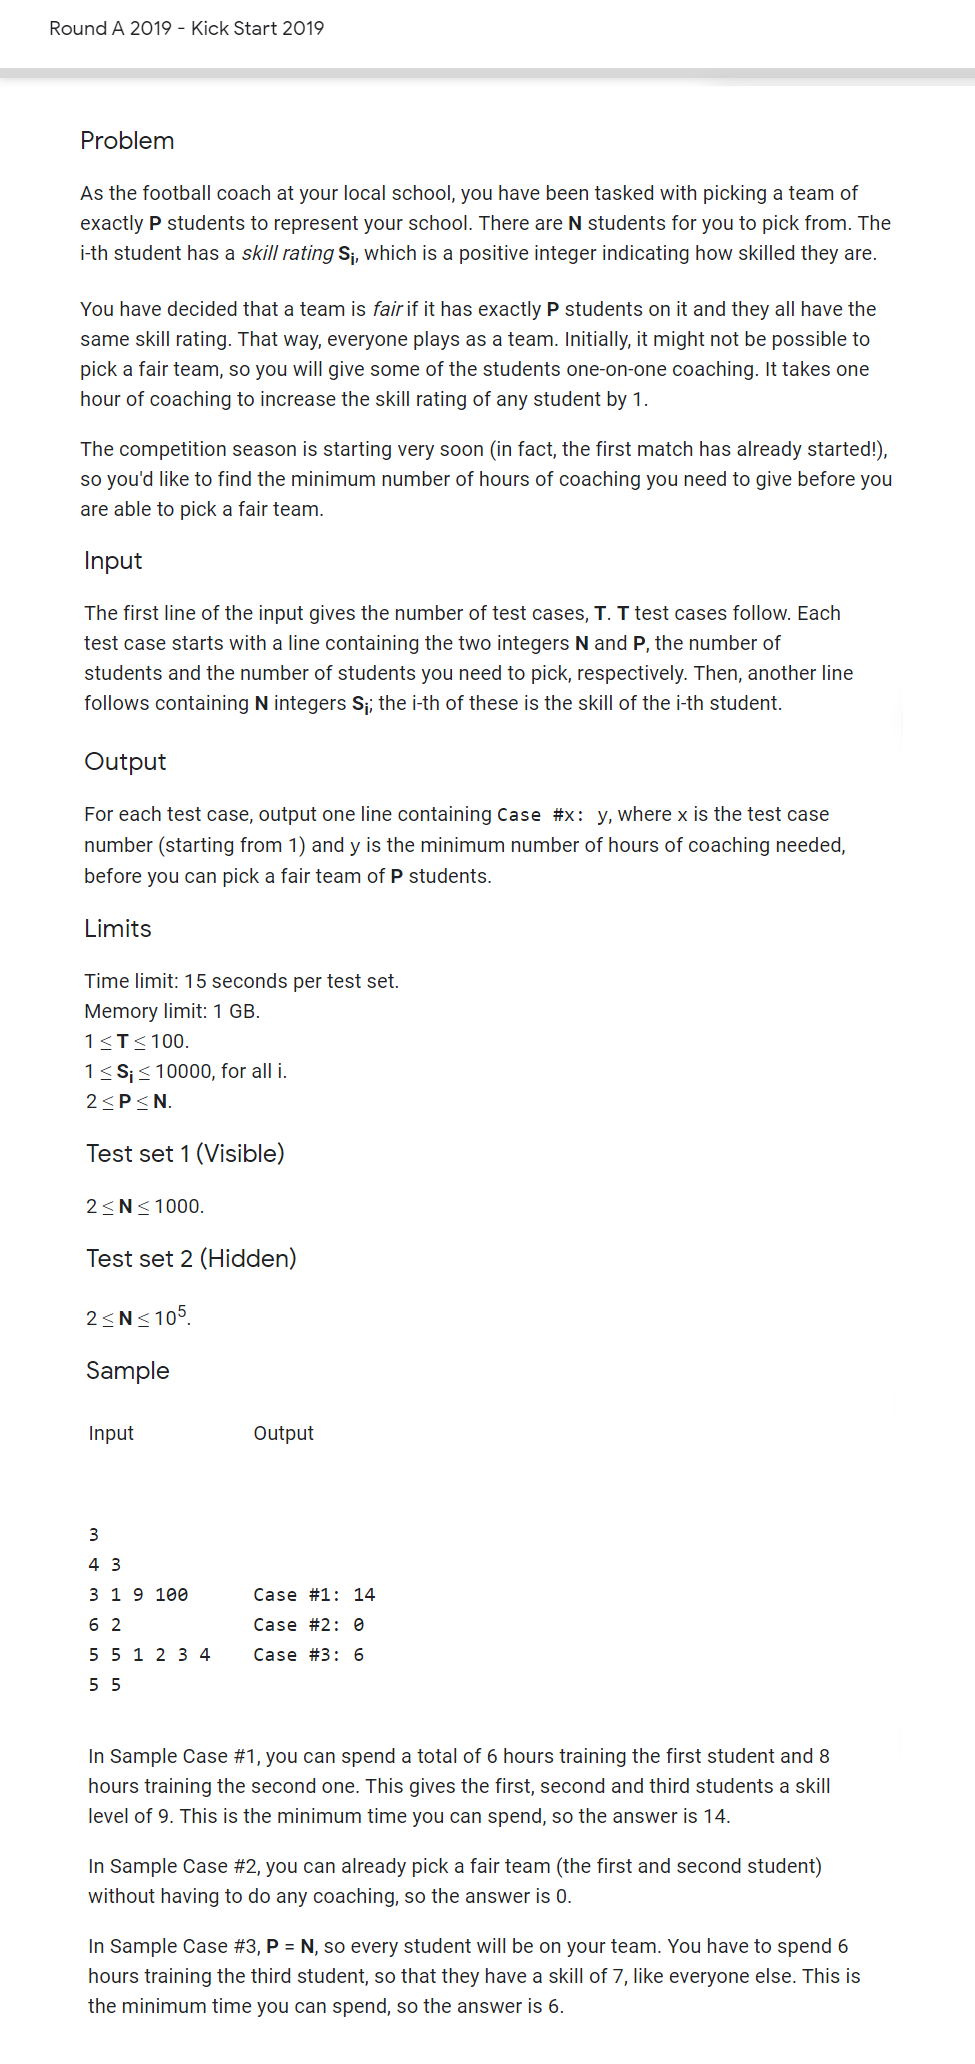 Round A 2019 - Kick Start 2019
Problem
As the football coach at your local school, you have been tasked with picking a team of
exactly P students to represent your school. There are N students for you to pick from. The
i-th student has a skill rating Si, which is a positive integer indicating how skilled they are.
You have decided that a team is fair if it has exactly P students on it and they all have the
same skill rating. That way, everyone plays as a team. Initially, it might not be possible to
pick a fair team, so you will give some of the students one-on-one coaching. It takes one
hour of coaching to increase the skill rating of any student by 1.
The competition season is starting very soon (in fact, the first match has already started!),
so you'd like to find the minimum number of hours of coaching you need to give before you
are able to pick a fair team.
Input
The first line of the input gives the number of test cases, T. T test cases follow. Each
test case starts with a line containing the two integers N and P, the number of
students and the number of students you need to pick, respectively. Then, another line
follows containing N integers Si; the i-th of these is the skill of the i-th student.
Output
For each test case, output one line containing Case #x: y, where x is the test case
number (starting from 1) and y is the minimum number of hours of coaching needed,
before you can pick a fair team of P students.
Limits
Time limit: 15 seconds per test set.
Memory limit: 1 GB.
1 ≤ T ≤ 100.
1 ≤ Si ≤ 10000, for all i.
2 ≤ P ≤ N.
Test set 1 (Visible)
2 ≤ N ≤ 1000.
Test set 2 (Hidden)
2 ≤ N ≤ 10⁵.
Sample
Input Output
3
4 3
3 1 9 100 Case #1: 14
6 2 Case #2: 0
5 5 1 2 3 4 Case #3: 6
5 5
In Sample Case #1, you can spend a total of 6 hours training the first student and 8
hours training the second one. This gives the first, second and third students a skill
level of 9. This is the minimum time you can spend, so the answer is 14.
In Sample Case #2, you can already pick a fair team (the first and second student)
without having to do any coaching, so the answer is 0.
In Sample Case #3, P = N, so every student will be on your team. You have to spend 6
hours training the third student, so that they have a skill of 7, like everyone else. This is
the minimum time you can spend, so the answer is 6.